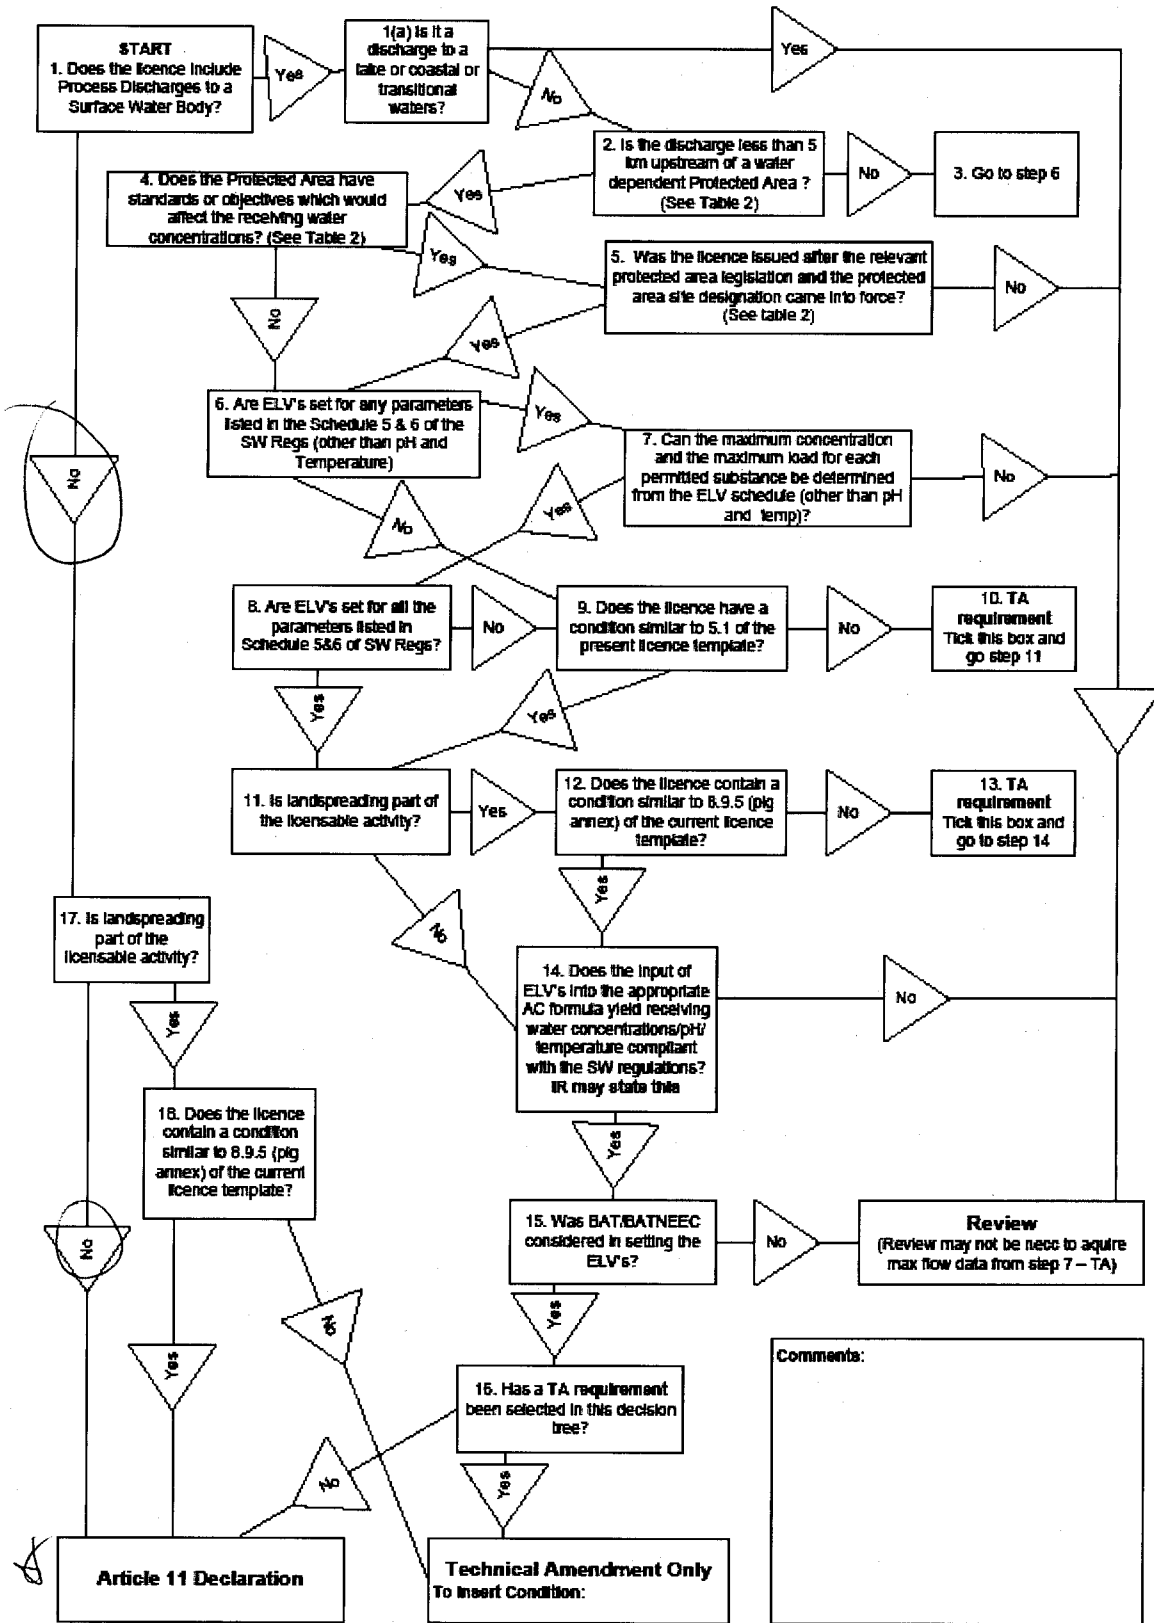 START
1. Does the licence include
Process Discharges to a
Surface Water Body?
Yes
1(a) Is it a
discharge to a
lake or coastal or
transitional
waters?
Yes
No
2. Is the discharge less than 5
km upstream of a water
dependent Protected Area ?
(See Table 2)
No
3. Go to step 6
Yes
4. Does the Protected Area have
standards or objectives which would
affect the receiving water
concentrations? (See Table 2)
Yes
5. Was the licence issued after the relevant
protected area legislation and the protected
area site designation came into force?
(See table 2)
No
No
Yes
6. Are ELV's set for any parameters
listed in the Schedule 5 & 6 of the
SW Regs (other than pH and
Temperature)
Yes
7. Can the maximum concentration
and the maximum load for each
permitted substance be determined
from the ELV schedule (other than pH
and temp)?
No
No
No
Yes
8. Are ELV's set for all the
parameters listed in
Schedule 5&6 of SW Regs?
No
9. Does the licence have a
condition similar to 5.1 of the
present licence template?
No
10. TA
requirement
Tick this box and
go step 11
Yes
Yes
11. Is landspreading part of
the licensable activity?
Yes
12. Does the licence contain a
condition similar to 8.9.5 (pig
annex) of the current licence
template?
No
13. TA
requirement
Tick this box and
go to step 14
Yes
No
17. Is landspreading
part of the
licensable activity?
14. Does the input of
ELV's into the appropriate
AC formula yield receiving
water concentrations/pH/
temperature compliant
with the SW regulations?
IR may state this
No
Yes
Yes
18. Does the licence
contain a condition
similar to 8.9.5 (pig
annex) of the current
licence template?
No
15. Was BAT/BATNEEC
considered in setting the
ELV's?
No
Review
(Review may not be necc to aquire
max flow data from step 7 – TA)
Yes
No
Yes
16. Has a TA requirement
been selected in this decision
tree?
Comments:
No
Yes
Article 11 Declaration
Technical Amendment Only
To Insert Condition: